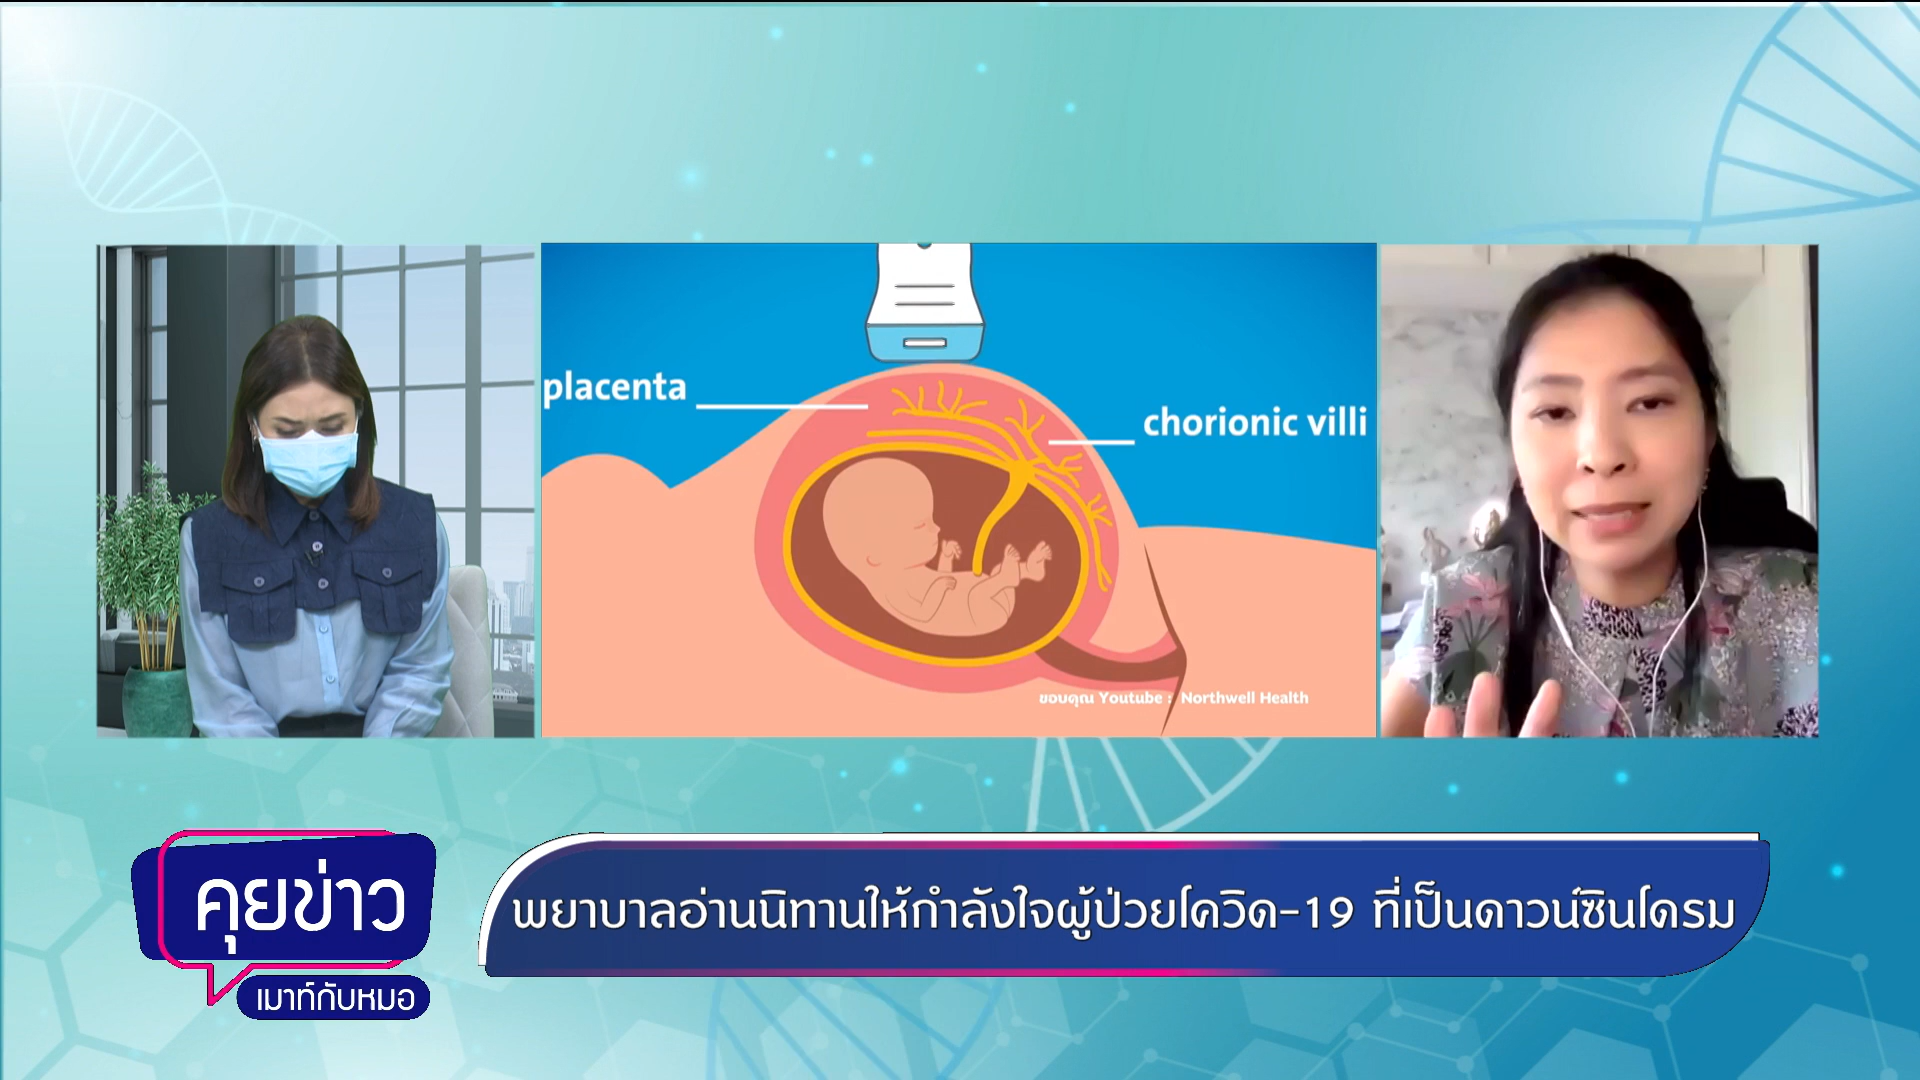 placenta
chorionic villi
ขอบคุณ Youtube : Northwell Health
คุยข่าว
เมาท์กับหมอ
พยาบาลอ่านนิทานให้กำลังใจผู้ป่วยโควิด-19 ที่เป็นดาวน์ซินโดรม